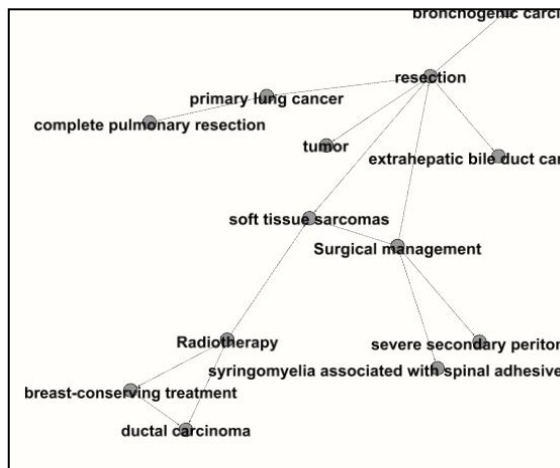 bronchogenic carci
resection
primary lung cancer
complete pulmonary resection
tumor
extrahepatic bile duct car
soft tissue sarcomas
Surgical management
Radiotherapy
severe secondary periton
syringomyelia associated with spinal adhesive
breast-conserving treatment
ductal carcinoma